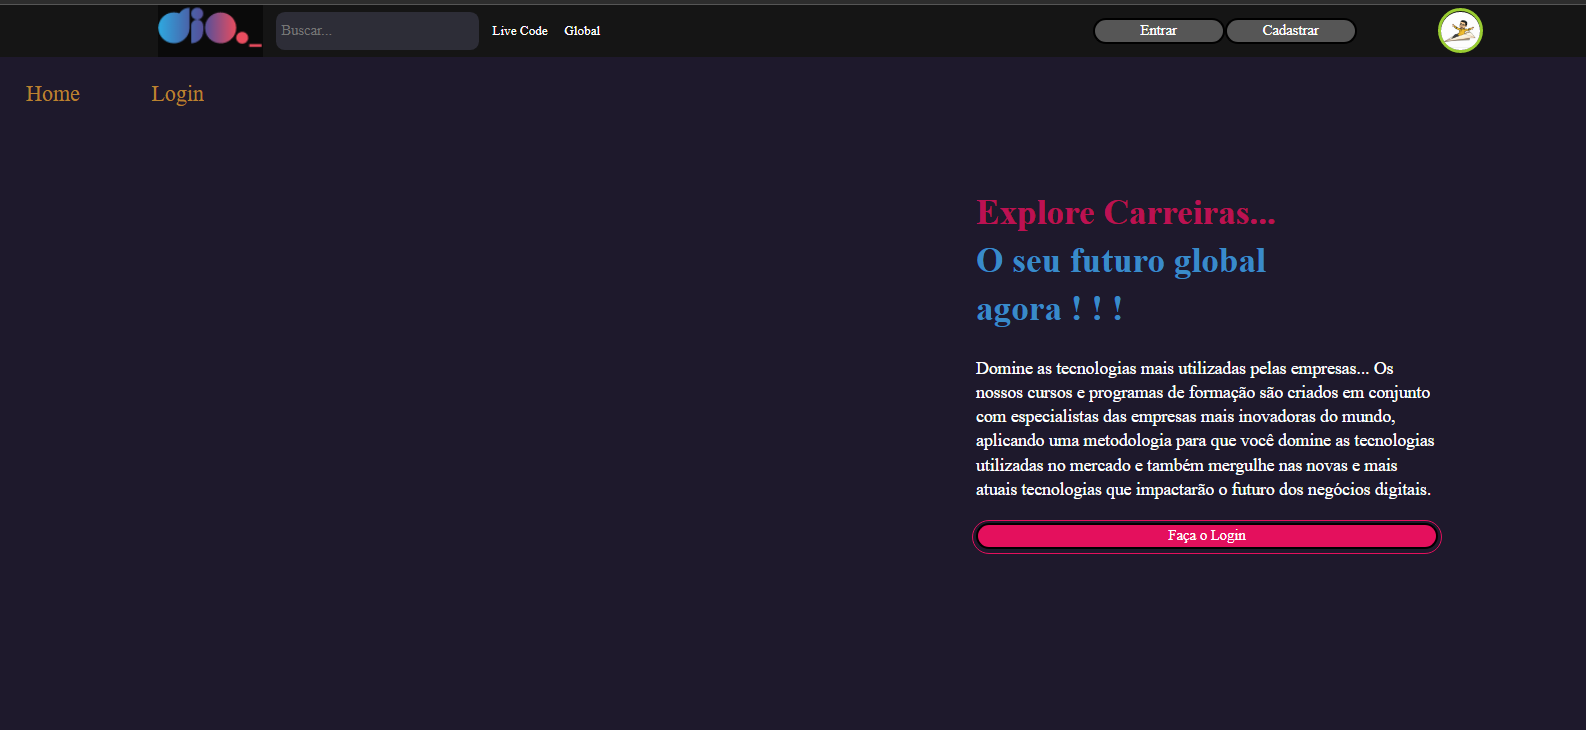 dio._
Buscar...
Live Code
Global
Entrar
Cadastrar
Home
Login
Explore Carreiras...
O seu futuro global
agora ! ! !
Domine as tecnologias mais utilizadas pelas empresas... Os
nossos cursos e programas de formação são criados em conjunto
com especialistas das empresas mais inovadoras do mundo,
aplicando uma metodologia para que você domine as tecnologias
utilizadas no mercado e também mergulhe nas novas e mais
atuais tecnologias que impactarão o futuro dos negócios digitais.
Faça o Login